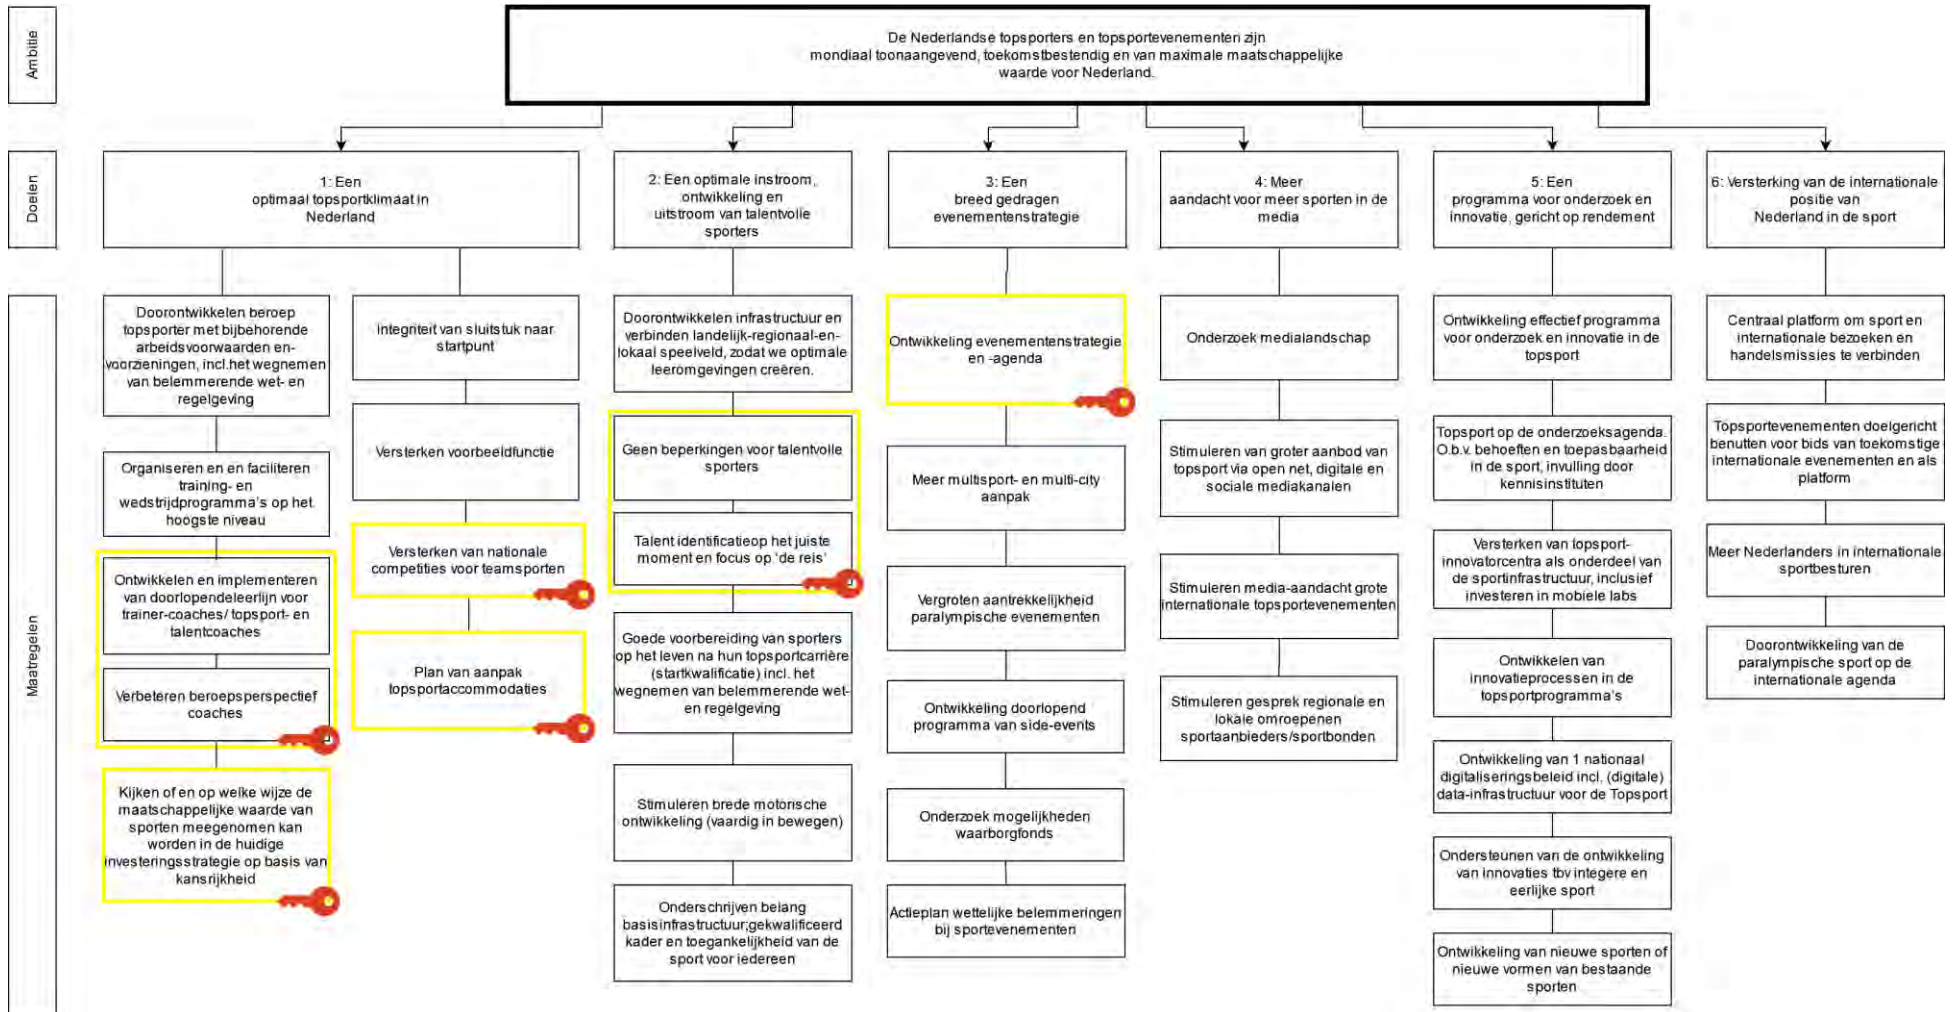 Ambitie
De Nederlandse topsporters en topsportevenementen zijn
mondiaal toonaangevend, toekomstbestendig en van maximale maatschappelijke
waarde voor Nederland.
Doelen
1: Een
optimaal topsportklimaat in
Nederland
2: Een optimale instroom,
ontwikkeling en
uitstroom van talentvolle
sporters
3: Een
breed gedragen
evenementenstrategie
4: Meer
aandacht voor meer sporten in de
media
5: Een
programma voor onderzoek en
innovatie, gericht op rendement
6: Versterking van de internationale
positie van
Nederland in de sport
Maatregelen
Doorontwikkelen beroep
topsporter met bijbehorende
arbeidsvoorwaarden en-
voorzieningen, incl.het wegnemen
van belemmerende wet- en
regelgeving
Organiseren en en faciliteren
training- en
wedstrijdprogramma's op het
hoogste niveau
Ontwikkelen en implementeren
van doorlopendeleerlijn voor
trainer-coaches/ topsport- en
talentcoaches
Verbeteren beroepsperspectief
coaches
Kijken of en op welke wijze de
maatschappelijke waarde van
sporten meegenomen kan
worden in de huidige
investeringsstrategie op basis van
kansrijkheid
Integriteit van sluitstuk naar
startpunt
Versterken voorbeeldfunctie
Versterken van nationale
competities voor teamsporten
Plan van aanpak
topsportaccommodaties
Doorontwikkelen infrastructuur en
verbinden landelijk-regionaal-en-
lokaal speelveld, zodat we optimale
leeromgevingen creëren.
Geen beperkingen voor talentvolle
sporters
Talent identificatieop het juiste
moment en focus op 'de reis'
Goede voorbereiding van sporters
op het leven na hun topsportcarrière
(startkwalificatie) incl. het
wegnemen van belemmerende wet-
en regelgeving
Stimuleren brede motorische
ontwikkeling (vaardig in bewegen)
Onderschrijven belang
basisinfrastructuur;gekwalificeerd
kader en toegankelijkheid van de
sport voor iedereen
Ontwikkeling evenementenstrategie
en -agenda
Meer multisport- en multi-city
aanpak
Vergroten aantrekkelijkheid
paralympische evenementen
Ontwikkeling doorlopend
programma van side-events
Onderzoek mogelijkheden
waarborgfonds
Actieplan wettelijke belemmeringen
bij sportevenementen
Onderzoek medialandschap
Stimuleren van groter aanbod van
topsport via open net, digitale en
sociale mediakanalen
Stimuleren media-aandacht grote
internationale topsportevenementen
Stimuleren gesprek regionale en
lokale omroepenen
sportaanbieders/sportbonden
Ontwikkeling effectief programma
voor onderzoek en innovatie in de
topsport
Topsport op de onderzoeksagenda.
O.b.v. behoeften en toepasbaarheid
in de sport, invulling door
kennisinstituten
Versterken van topsport-
innovatorcentra als onderdeel van
de sportinfrastructuur, inclusief
investeren in mobiele labs
Ontwikkelen van
innovatieprocessen in de
topsportprogramma's
Ontwikkeling van 1 nationaal
digitaliseringsbeleid incl. (digitale)
data-infrastructuur voor de Topsport
Ondersteunen van de ontwikkeling
van innovaties tbv integere en
eerlijke sport
Ontwikkeling van nieuwe sporten of
nieuwe vormen van bestaande
sporten
Centraal platform om sport en
internationale bezoeken en
handelsmissies te verbinden
Topsportevenementen doelgericht
benutten voor bids van toekomstige
internationale evenementen en als
platform
Meer Nederlanders in internationale
sportbesturen
Doorontwikkeling van de
paralympische sport op de
internationale agenda